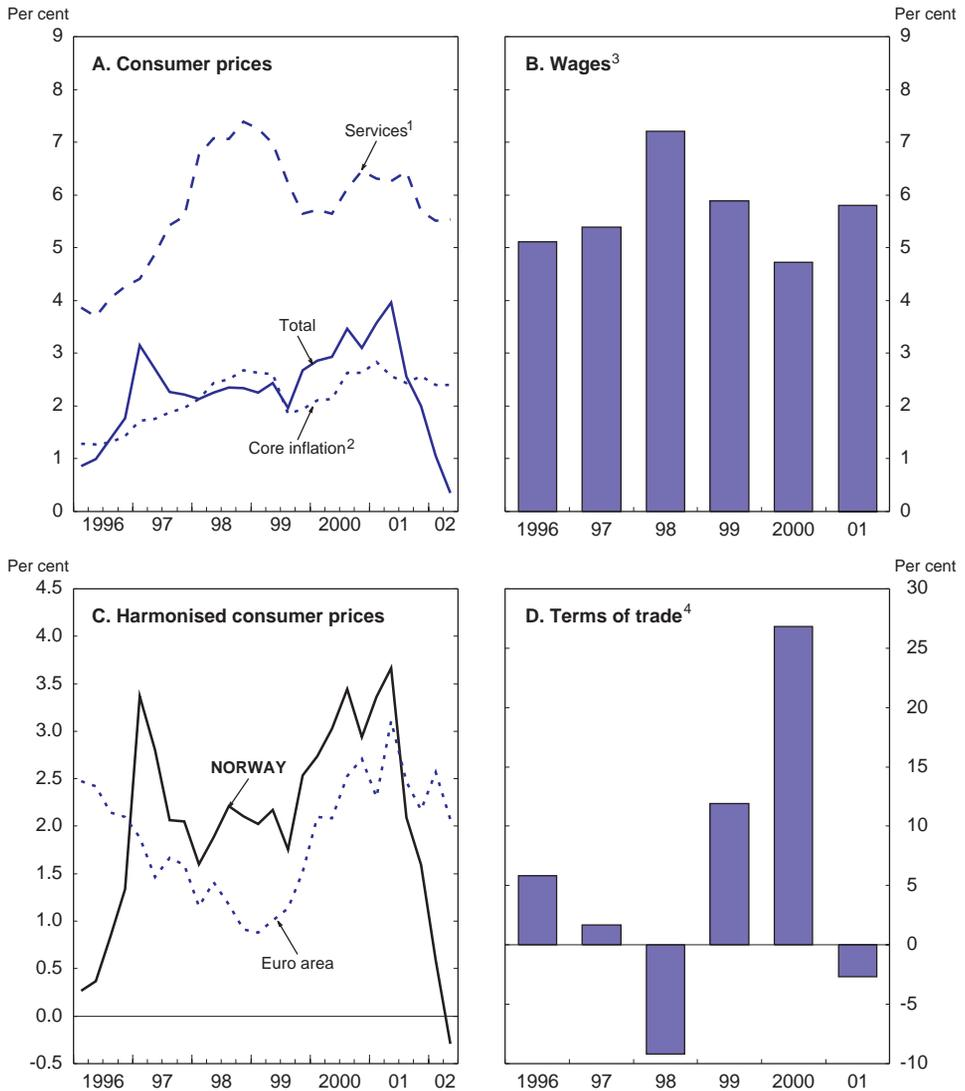 Per cent
Per cent
9
9
A. Consumer prices
B. Wages3
8
8
Services1
7
7
6
6
5
5
4
4
Total
3
3
2
2
Core inflation2
1
1
0
0
1996 97 98 99 2000 01 02
1996 97 98 99 2000 01
Per cent
Per cent
4.5
30
C. Harmonised consumer prices
D. Terms of trade4
4.0
25
3.5
20
3.0
NORWAY
15
2.5
2.0
10
1.5
5
1.0
Euro area
0
0.5
-5
0.0
-0.5
-10
1996 97 98 99 2000 01 02
1996 97 98 99 2000 01